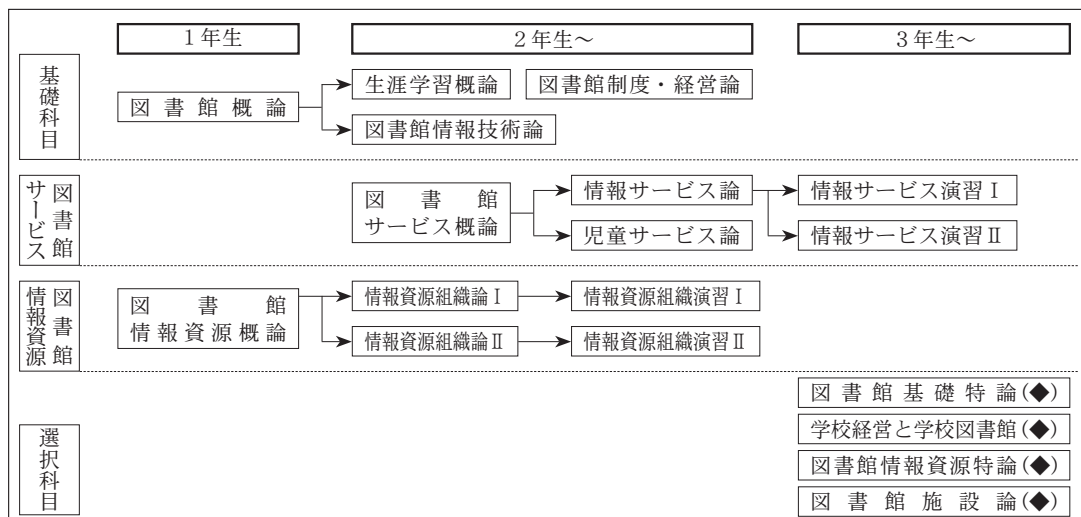 1年生
2年生～
3年生～
基礎科目
図書館概論
生涯学習概論
図書館制度・経営論
図書館情報技術論
図書館
サービス
図書館
サービス概論
情報サービス論
情報サービス演習Ⅰ
児童サービス論
情報サービス演習Ⅱ
図書館
情報資源
図書館
情報資源概論
情報資源組織論Ⅰ
情報資源組織演習Ⅰ
情報資源組織論Ⅱ
情報資源組織演習Ⅱ
選択科目
図書館基礎特論(◆)
学校経営と学校図書館(◆)
図書館情報資源特論(◆)
図書館施設論(◆)